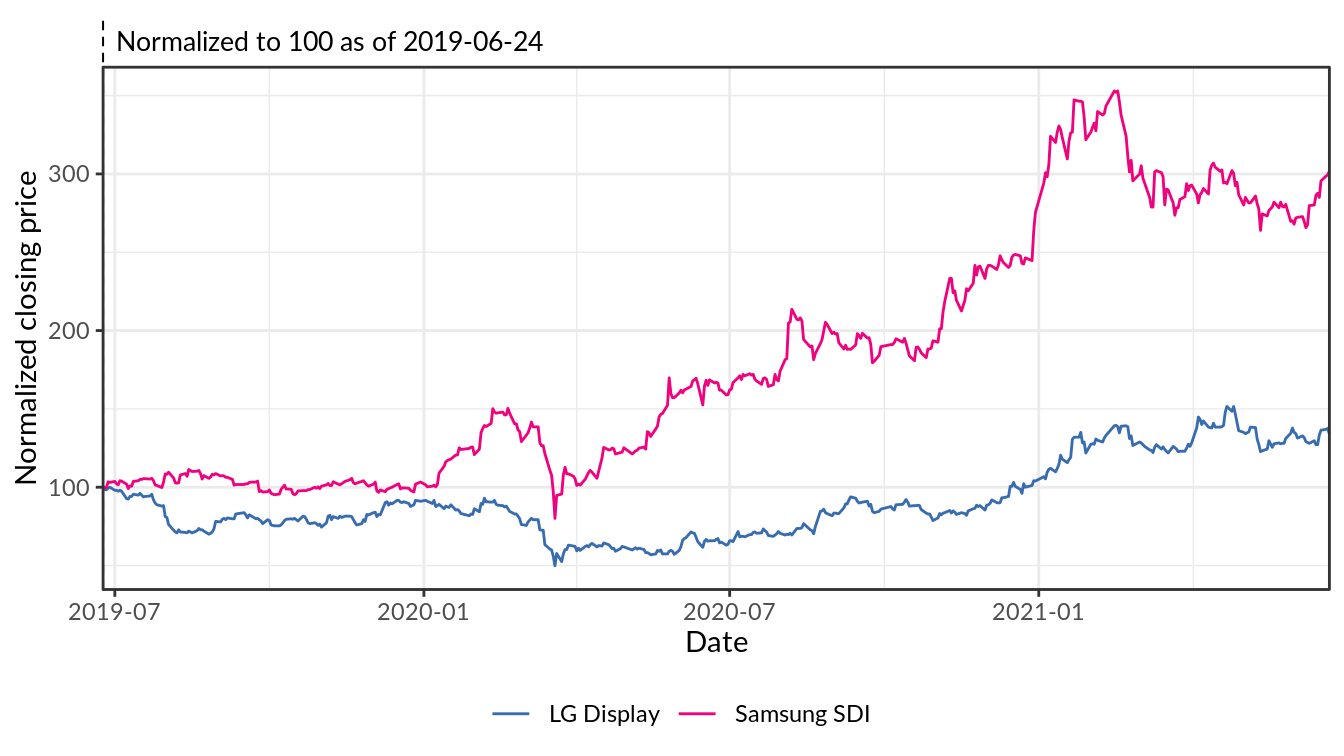 Normalized to 100 as of 2019-06-24
Normalized closing price
300
200
100
2019-07 2020-01 2020-07 2021-01
Date
LG Display Samsung SDI